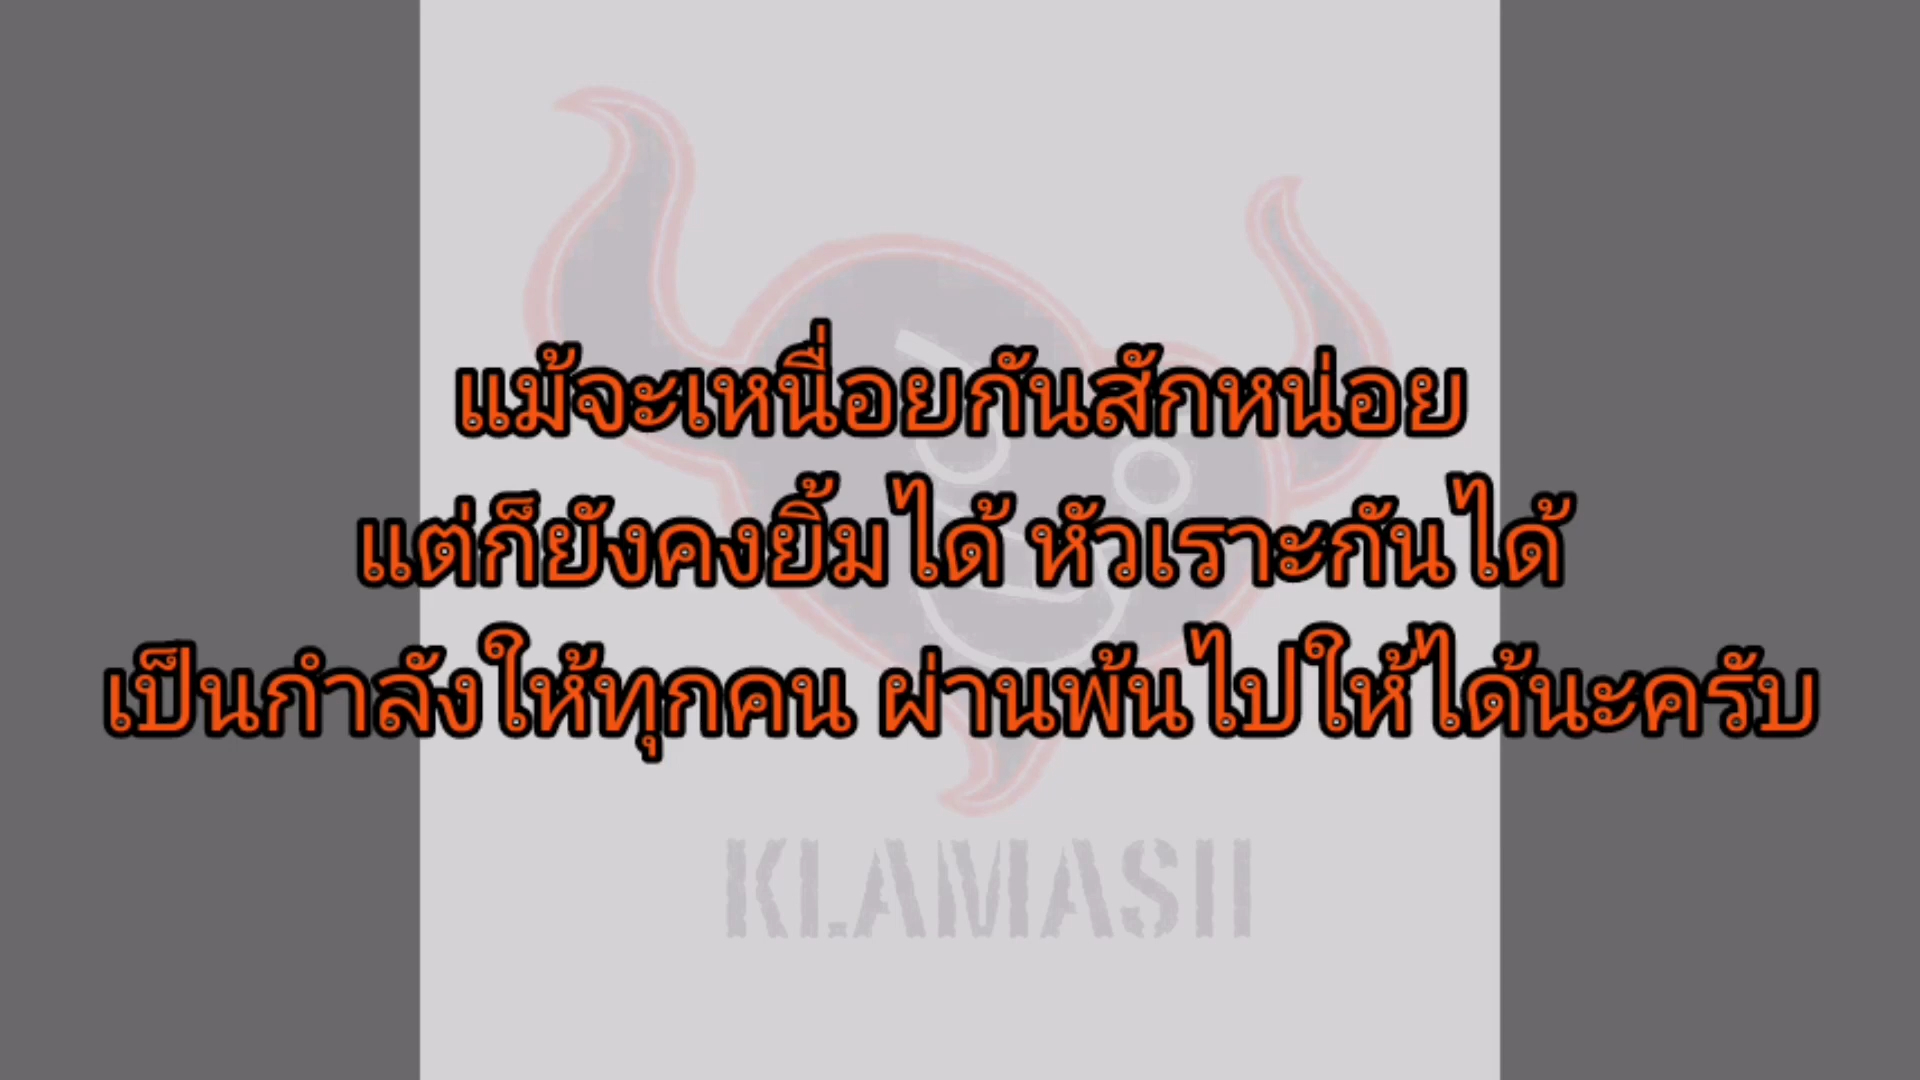 แม้จะเหนื่อยกันสักหน่อย
แต่ก็ยังคงยิ้มได้ หัวเราะกันได้
เป็นกำลังให้ทุกคน ผ่านพ้นไปให้ได้นะครับ
KLAMASII